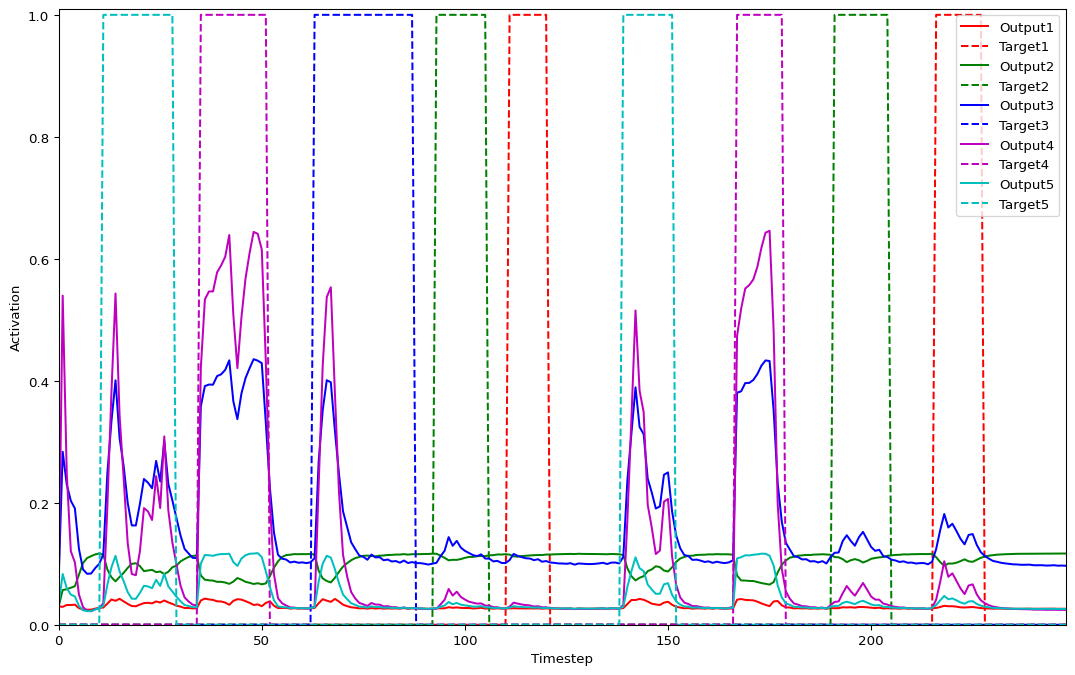 1.0
0.8
0.6
0.4
0.2
0.0
Activation
0
50
100
150
200
Timestep
Output1
Target1
Output2
Target2
Output3
Target3
Output4
Target4
Output5
Target5